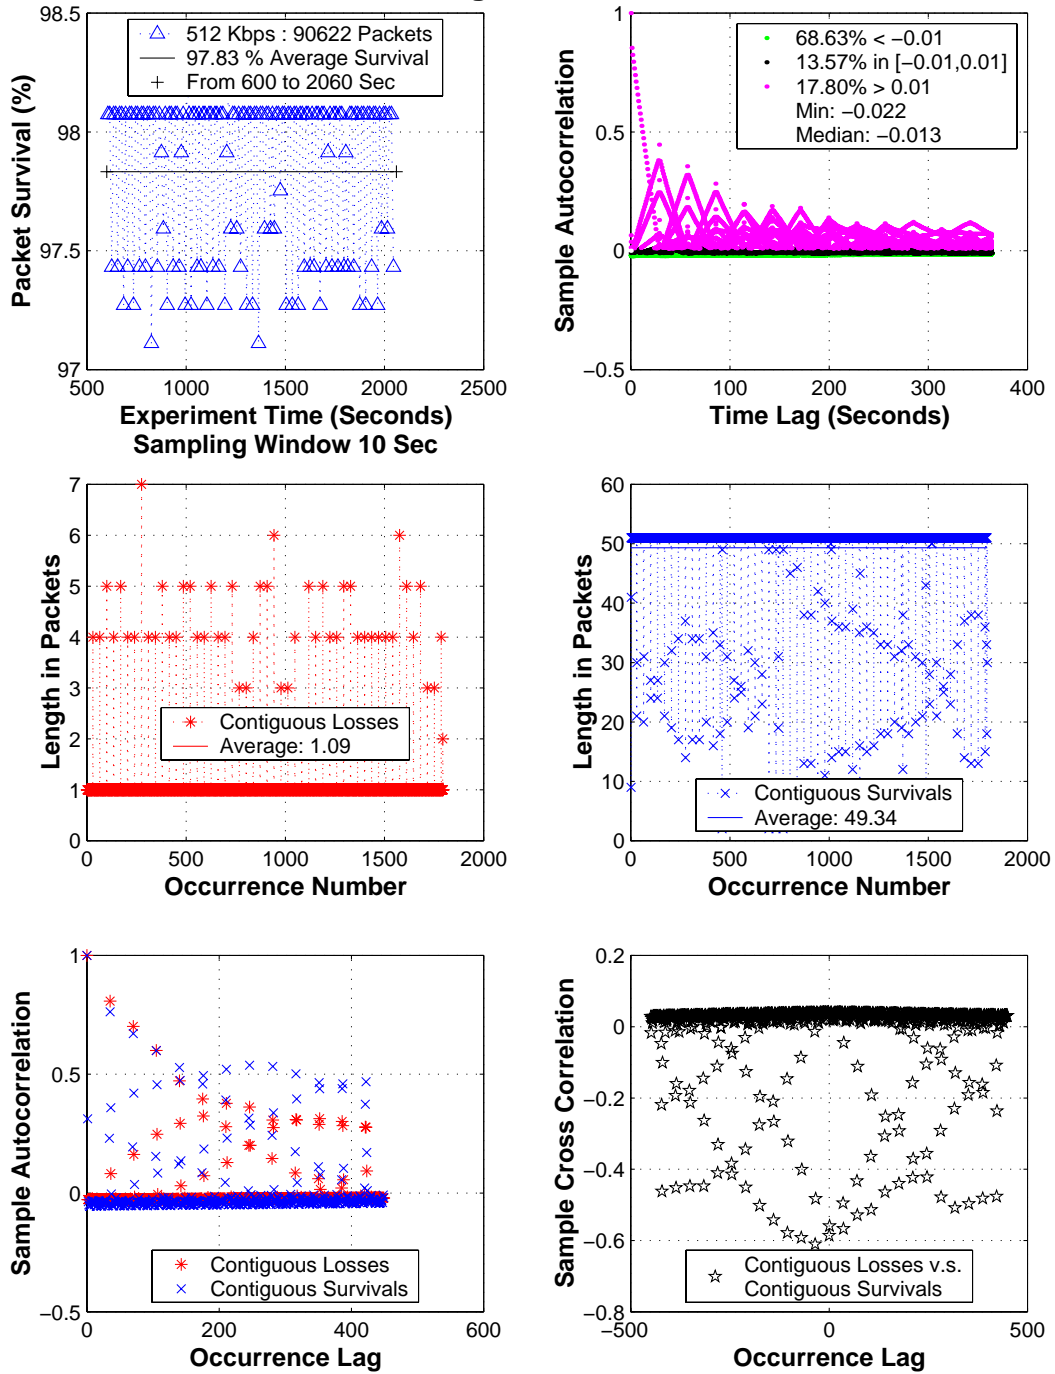 98.5
98
97.5
97
500
1000
1500
2000
2500
Packet Survival (%)
512 Kbps : 90622 Packets
97.83 % Average Survival
From 600 to 2060 Sec
Experiment Time (Seconds)
Sampling Window 10 Sec
1
0.5
0
−0.5
0
100
200
300
400
Sample Autocorrelation
68.63% < −0.01
13.57% in [−0.01,0.01]
17.80% > 0.01
Min: −0.022
Median: −0.013
Time Lag (Seconds)
7
6
5
4
3
2
1
0
0
500
1000
1500
2000
Length in Packets
Contiguous Losses
Average: 1.09
Occurrence Number
60
50
40
30
20
10
0
0
500
1000
1500
2000
Length in Packets
Contiguous Survivals
Average: 49.34
Occurrence Number
1
0.5
0
−0.5
0
200
400
600
Sample Autocorrelation
Contiguous Losses
Contiguous Survivals
Occurrence Lag
0.2
0
−0.2
−0.4
−0.6
−0.8
−500
0
500
Sample Cross Correlation
Contiguous Losses v.s.
Contiguous Survivals
Occurrence Lag